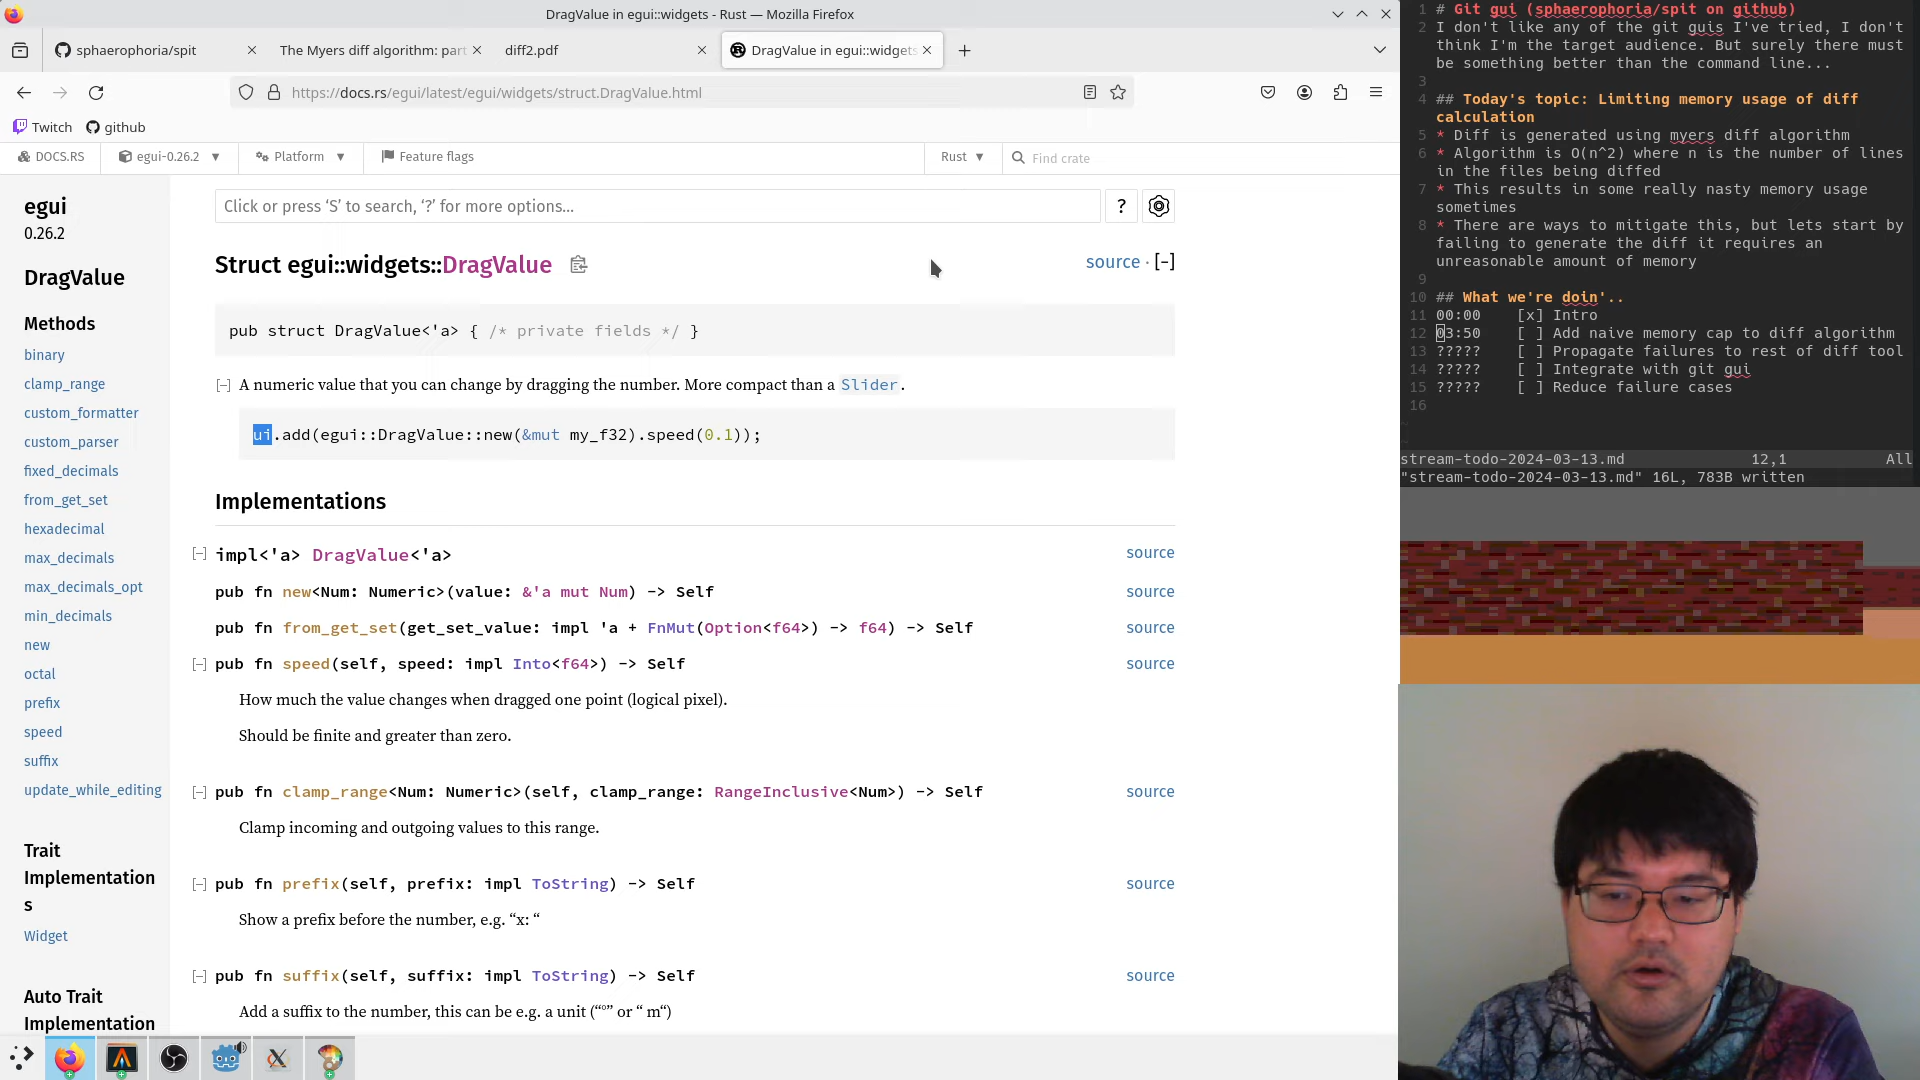 DragValue in egui::widgets - Rust — Mozilla Firefox
sphaerophoria/spit
The Myers diff algorithm: part
diff2.pdf
DragValue in egui::widgets
https://docs.rs/egui/latest/egui/widgets/struct.DragValue.html
Twitch
github
DOCS.RS
egui-0.26.2
Platform
Feature flags
Rust
Find crate
egui
0.26.2
DragValue
Methods
binary
clamp_range
custom_formatter
custom_parser
fixed_decimals
from_get_set
hexadecimal
max_decimals
max_decimals_opt
min_decimals
new
octal
prefix
speed
suffix
update_while_editing
Trait
Implementation
s
Widget
Auto Trait
Implementation
Click or press ‘S’ to search, ‘?’ for more options…
?
Struct egui::widgets::DragValue
source · [-]
pub struct DragValue<'a> { /* private fields */ }
[-] A numeric value that you can change by dragging the number. More compact than a Slider.
ui.add(egui::DragValue::new(&mut my_f32).speed(0.1));
Implementations
[-] impl<'a> DragValue<'a>
source
pub fn new<Num: Numeric>(value: &'a mut Num) -> Self
source
pub fn from_get_set(get_set_value: impl 'a + FnMut(Option<f64>) -> f64) -> Self
source
[-] pub fn speed(self, speed: impl Into<f64>) -> Self
source
How much the value changes when dragged one point (logical pixel).
Should be finite and greater than zero.
[-] pub fn clamp_range<Num: Numeric>(self, clamp_range: RangeInclusive<Num>) -> Self
source
Clamp incoming and outgoing values to this range.
[-] pub fn prefix(self, prefix: impl ToString) -> Self
source
Show a prefix before the number, e.g. “x: “
[-] pub fn suffix(self, suffix: impl ToString) -> Self
source
Add a suffix to the number, this can be e.g. a unit (“°” or “ m“)
1 # Git gui (sphaerophoria/spit on github)
2 I don't like any of the git guis I've tried, I don't
think I'm the target audience. But surely there must
be something better than the command line...
3
4 ## Today's topic: Limiting memory usage of diff
calculation
5 * Diff is generated using myers diff algorithm
6 * Algorithm is O(n^2) where n is the number of lines
in the files being diffed
7 * This results in some really nasty memory usage
sometimes
8 * There are ways to mitigate this, but lets start by
failing to generate the diff it requires an
unreasonable amount of memory
9
10 ## What we're doin'..
11 00:00 [x] Intro
12 03:50 [ ] Add naive memory cap to diff algorithm
13 ????? [ ] Propagate failures to rest of diff tool
14 ????? [ ] Integrate with git gui
15 ????? [ ] Reduce failure cases
16
~
~
stream-todo-2024-03-13.md 12,1 All
"stream-todo-2024-03-13.md" 16L, 783B written